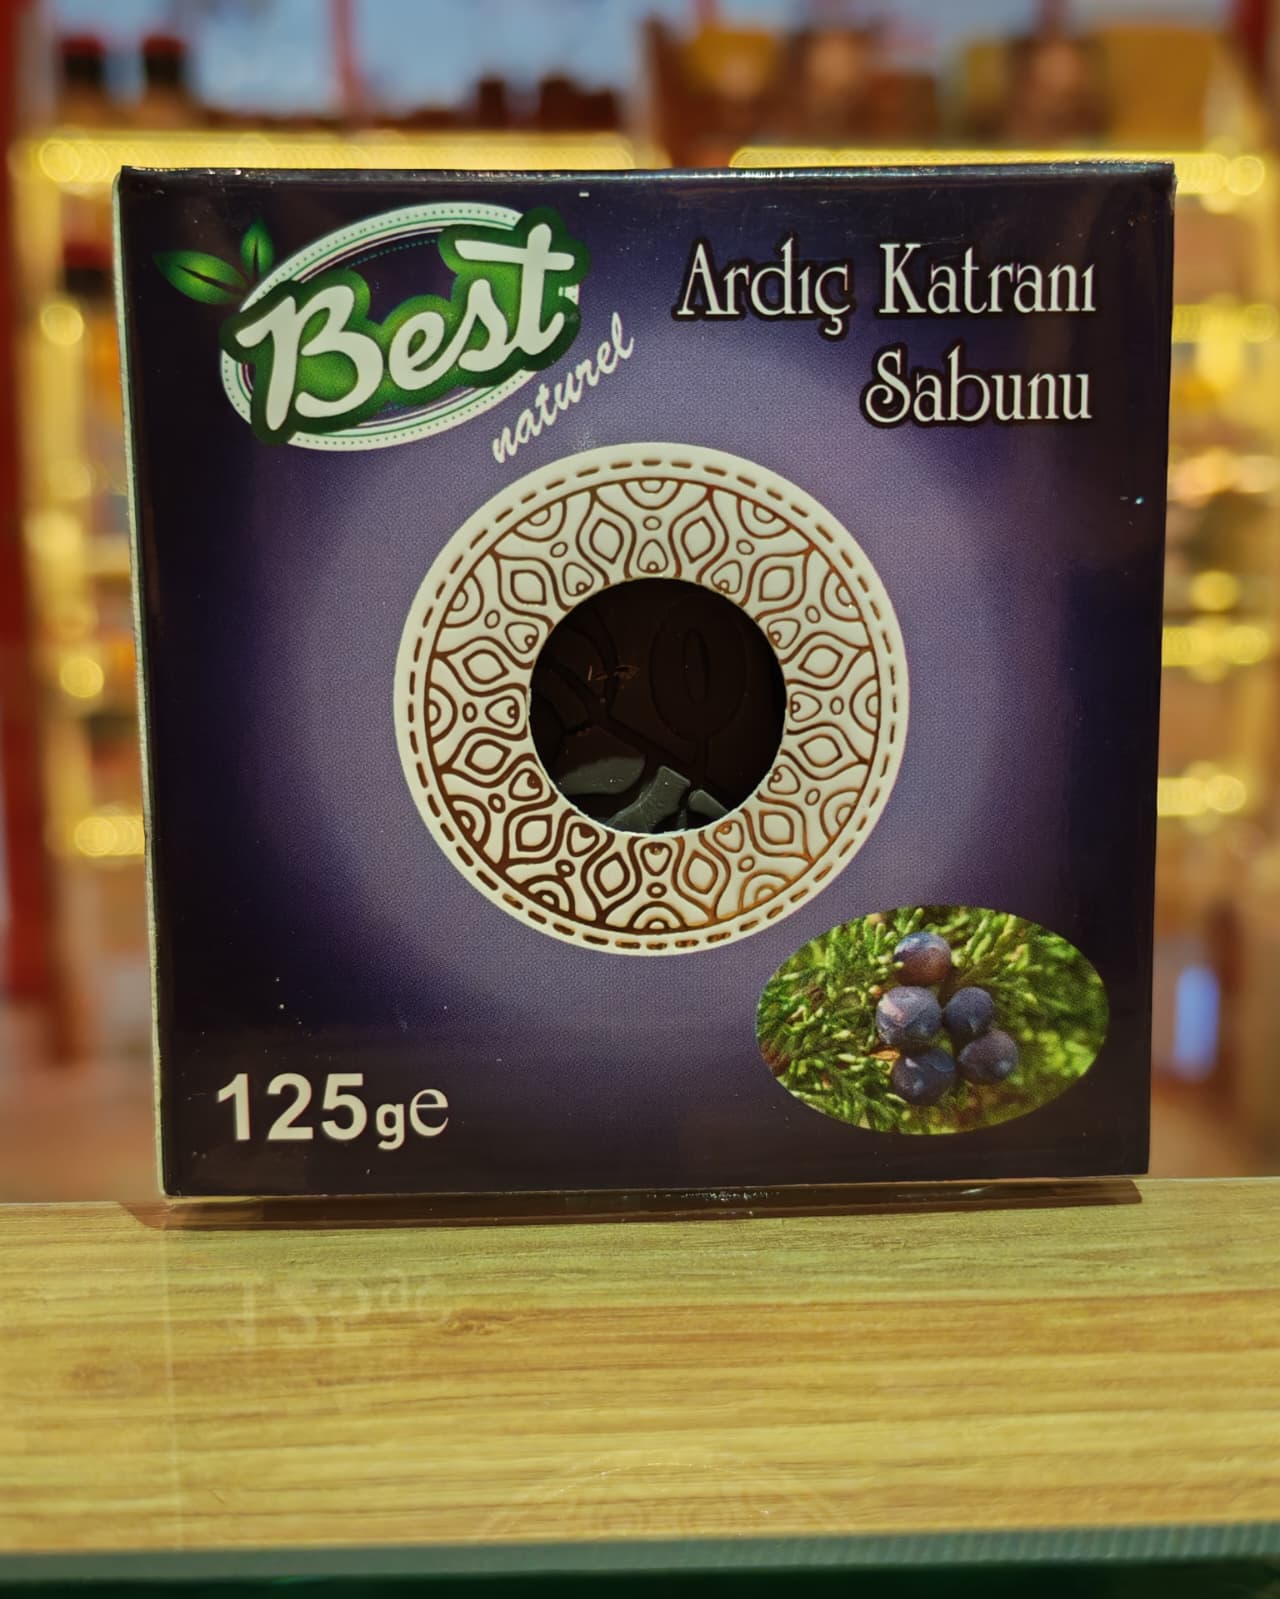 Best
naturel
Ardıç Katranı
Sabunu
125ge